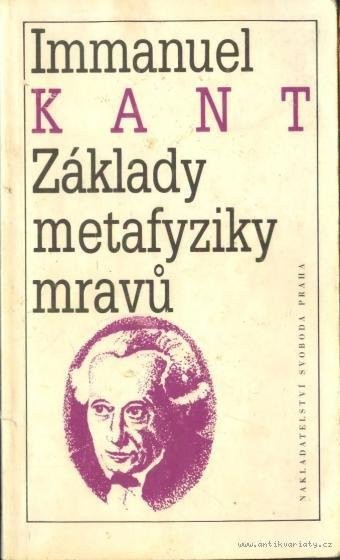 Immanuel
KANT
Základy
metafyziky
mravů
NAKLADATELSTVÍ SVOBODA PRAHA
www.antikvariaty.cz